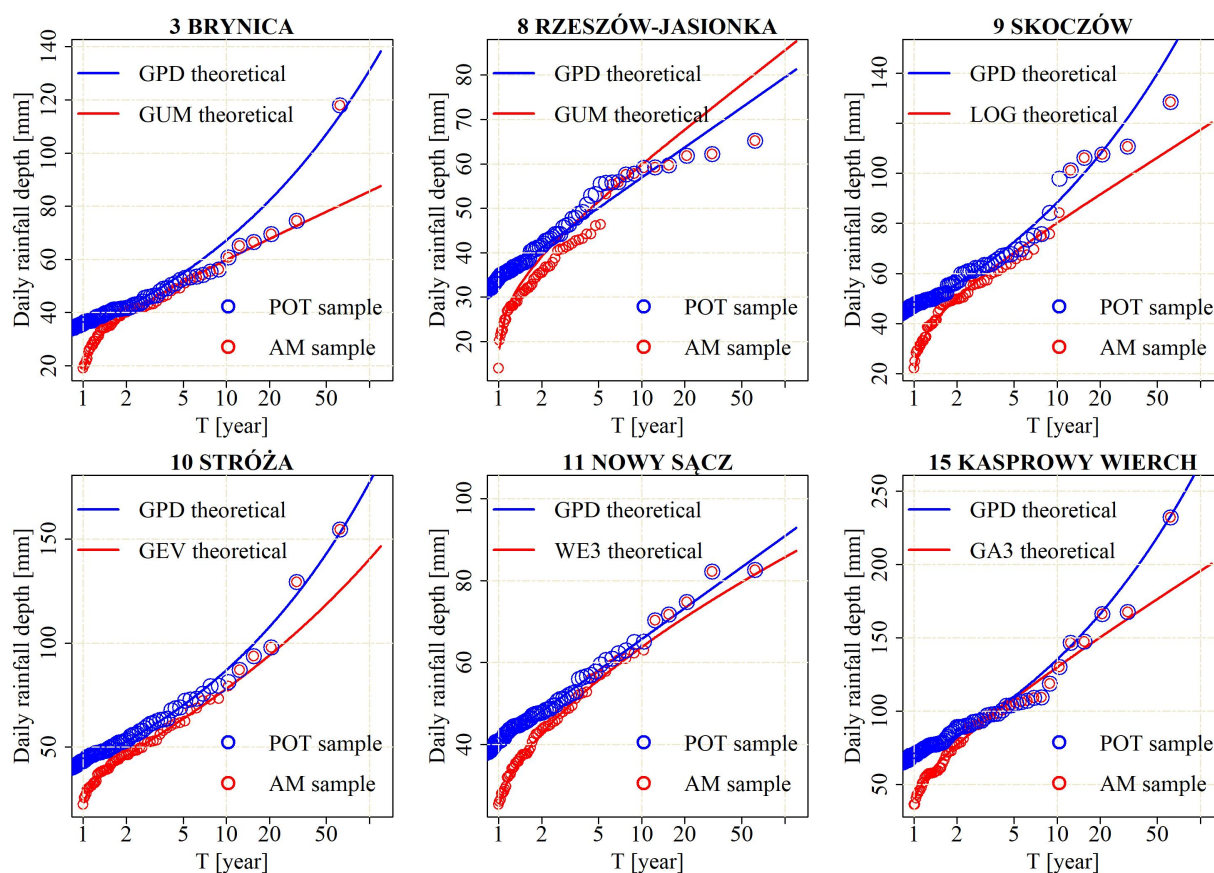 3 BRYNICA
Daily rainfall depth [mm]
20 40 60 80 100 120 140
GPD theoretical
GUM theoretical
POT sample
AM sample
1 2 5 10 20 50
T [year]
8 RZESZÓW-JASIONKA
Daily rainfall depth [mm]
20 30 40 50 60 70 80
GPD theoretical
GUM theoretical
POT sample
AM sample
1 2 5 10 20 50
T [year]
9 SKOCZÓW
Daily rainfall depth [mm]
20 40 60 80 100 140
GPD theoretical
LOG theoretical
POT sample
AM sample
1 2 5 10 20 50
T [year]
10 STRÓŻA
Daily rainfall depth [mm]
50 100 150
GPD theoretical
GEV theoretical
POT sample
AM sample
1 2 5 10 20 50
T [year]
11 NOWY SĄCZ
Daily rainfall depth [mm]
40 60 80 100
GPD theoretical
WE3 theoretical
POT sample
AM sample
1 2 5 10 20 50
T [year]
15 KASPROWY WIERCH
Daily rainfall depth [mm]
50 100 150 200 250
GPD theoretical
GA3 theoretical
POT sample
AM sample
1 2 5 10 20 50
T [year]